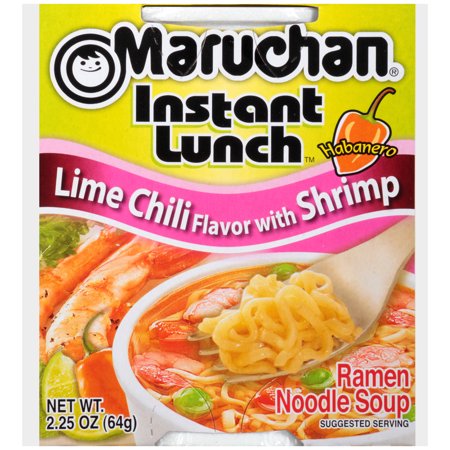 Maruchan®
Instant
Lunch™
Habanero
Lime Chili Flavor with Shrimp
Ramen
Noodle Soup
SUGGESTED SERVING
NET WT.
2.25 OZ (64g)